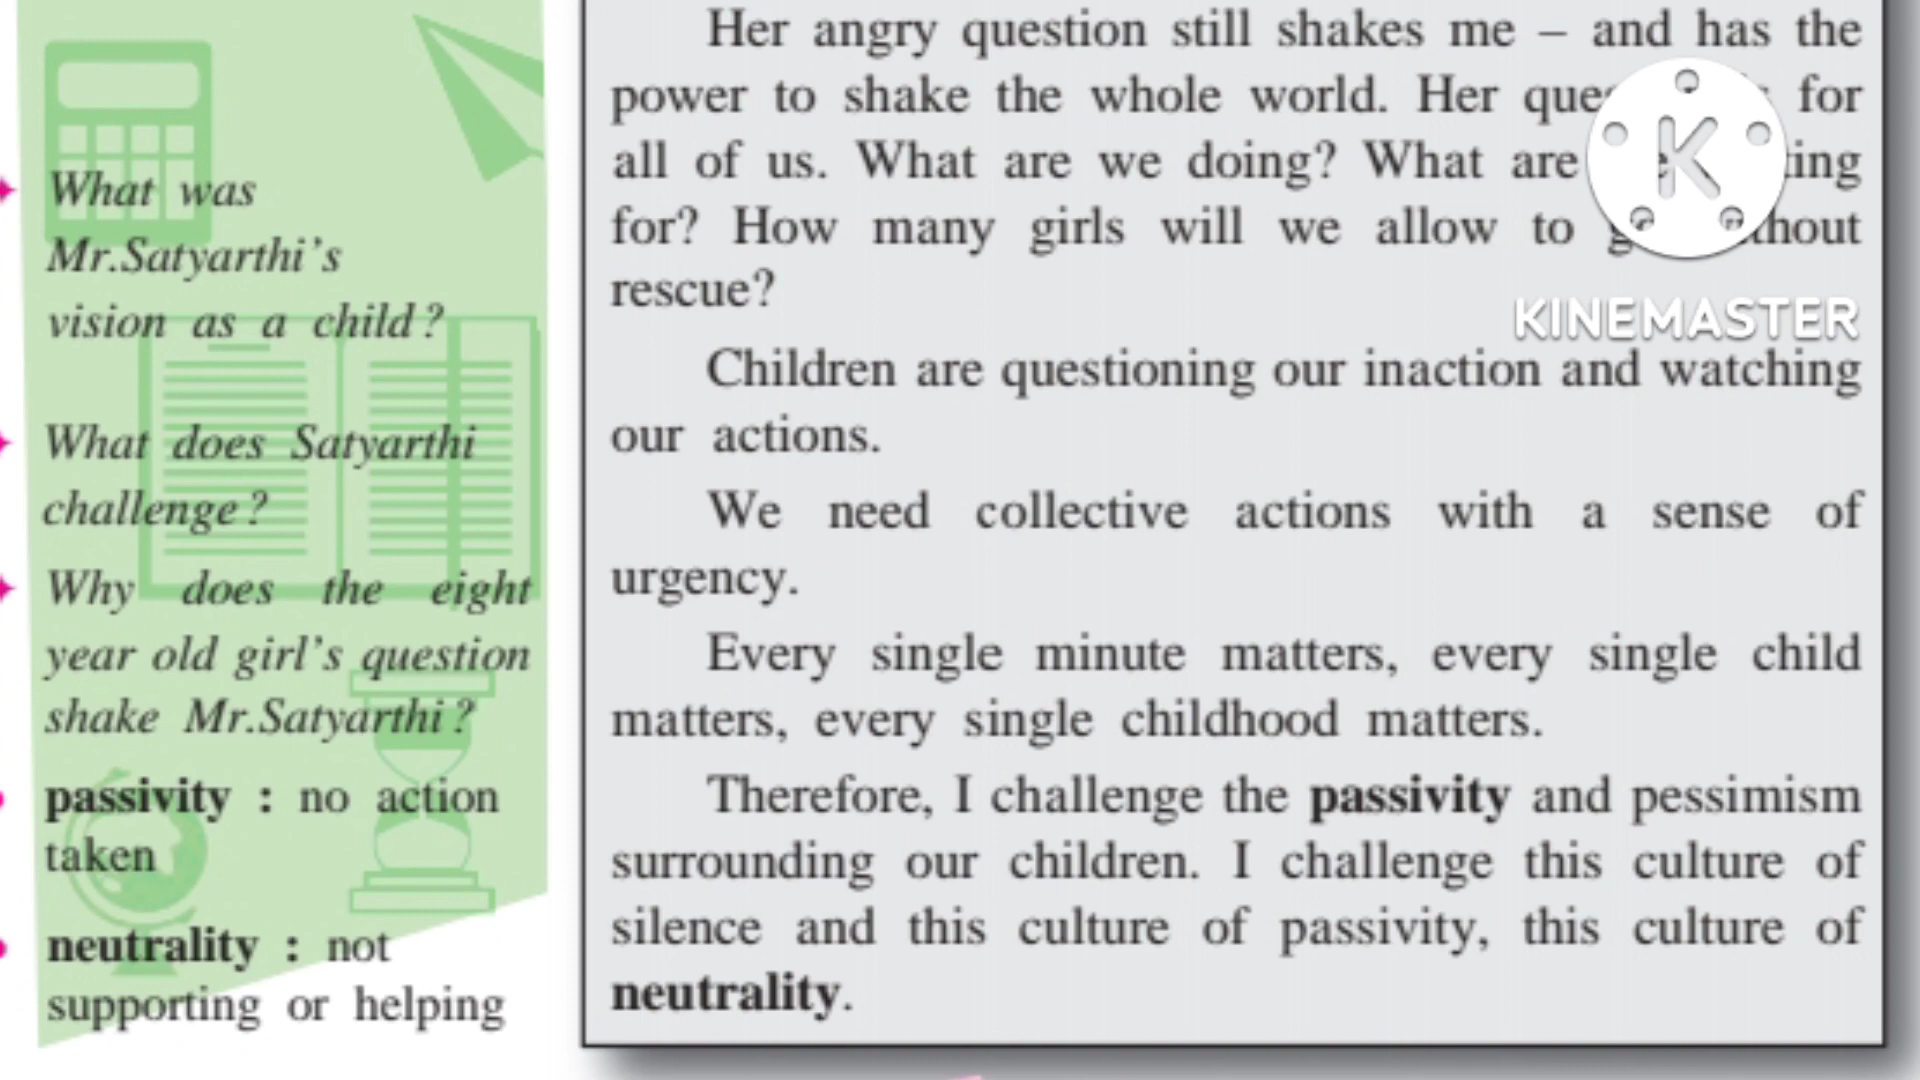 What was
Mr.Satyarthi's
vision as a child?
What does Satyarthi
challenge?
Why does the eight
year old girl's question
shake Mr.Satyarthi?
passivity : no action
taken
neutrality : not
supporting or helping
Her angry question still shakes me – and has the
power to shake the whole world. Her for
all of us. What are we doing? What are
for? How many girls will we allow to
rescue?
Children are questioning our inaction and watching
our actions.
We need collective actions with a sense of
urgency.
Every single minute matters, every single child
matters, every single childhood matters.
Therefore, I challenge the passivity and pessimism
surrounding our children. I challenge this culture of
silence and this culture of passivity, this culture of
neutrality.
K
KINEMASTER